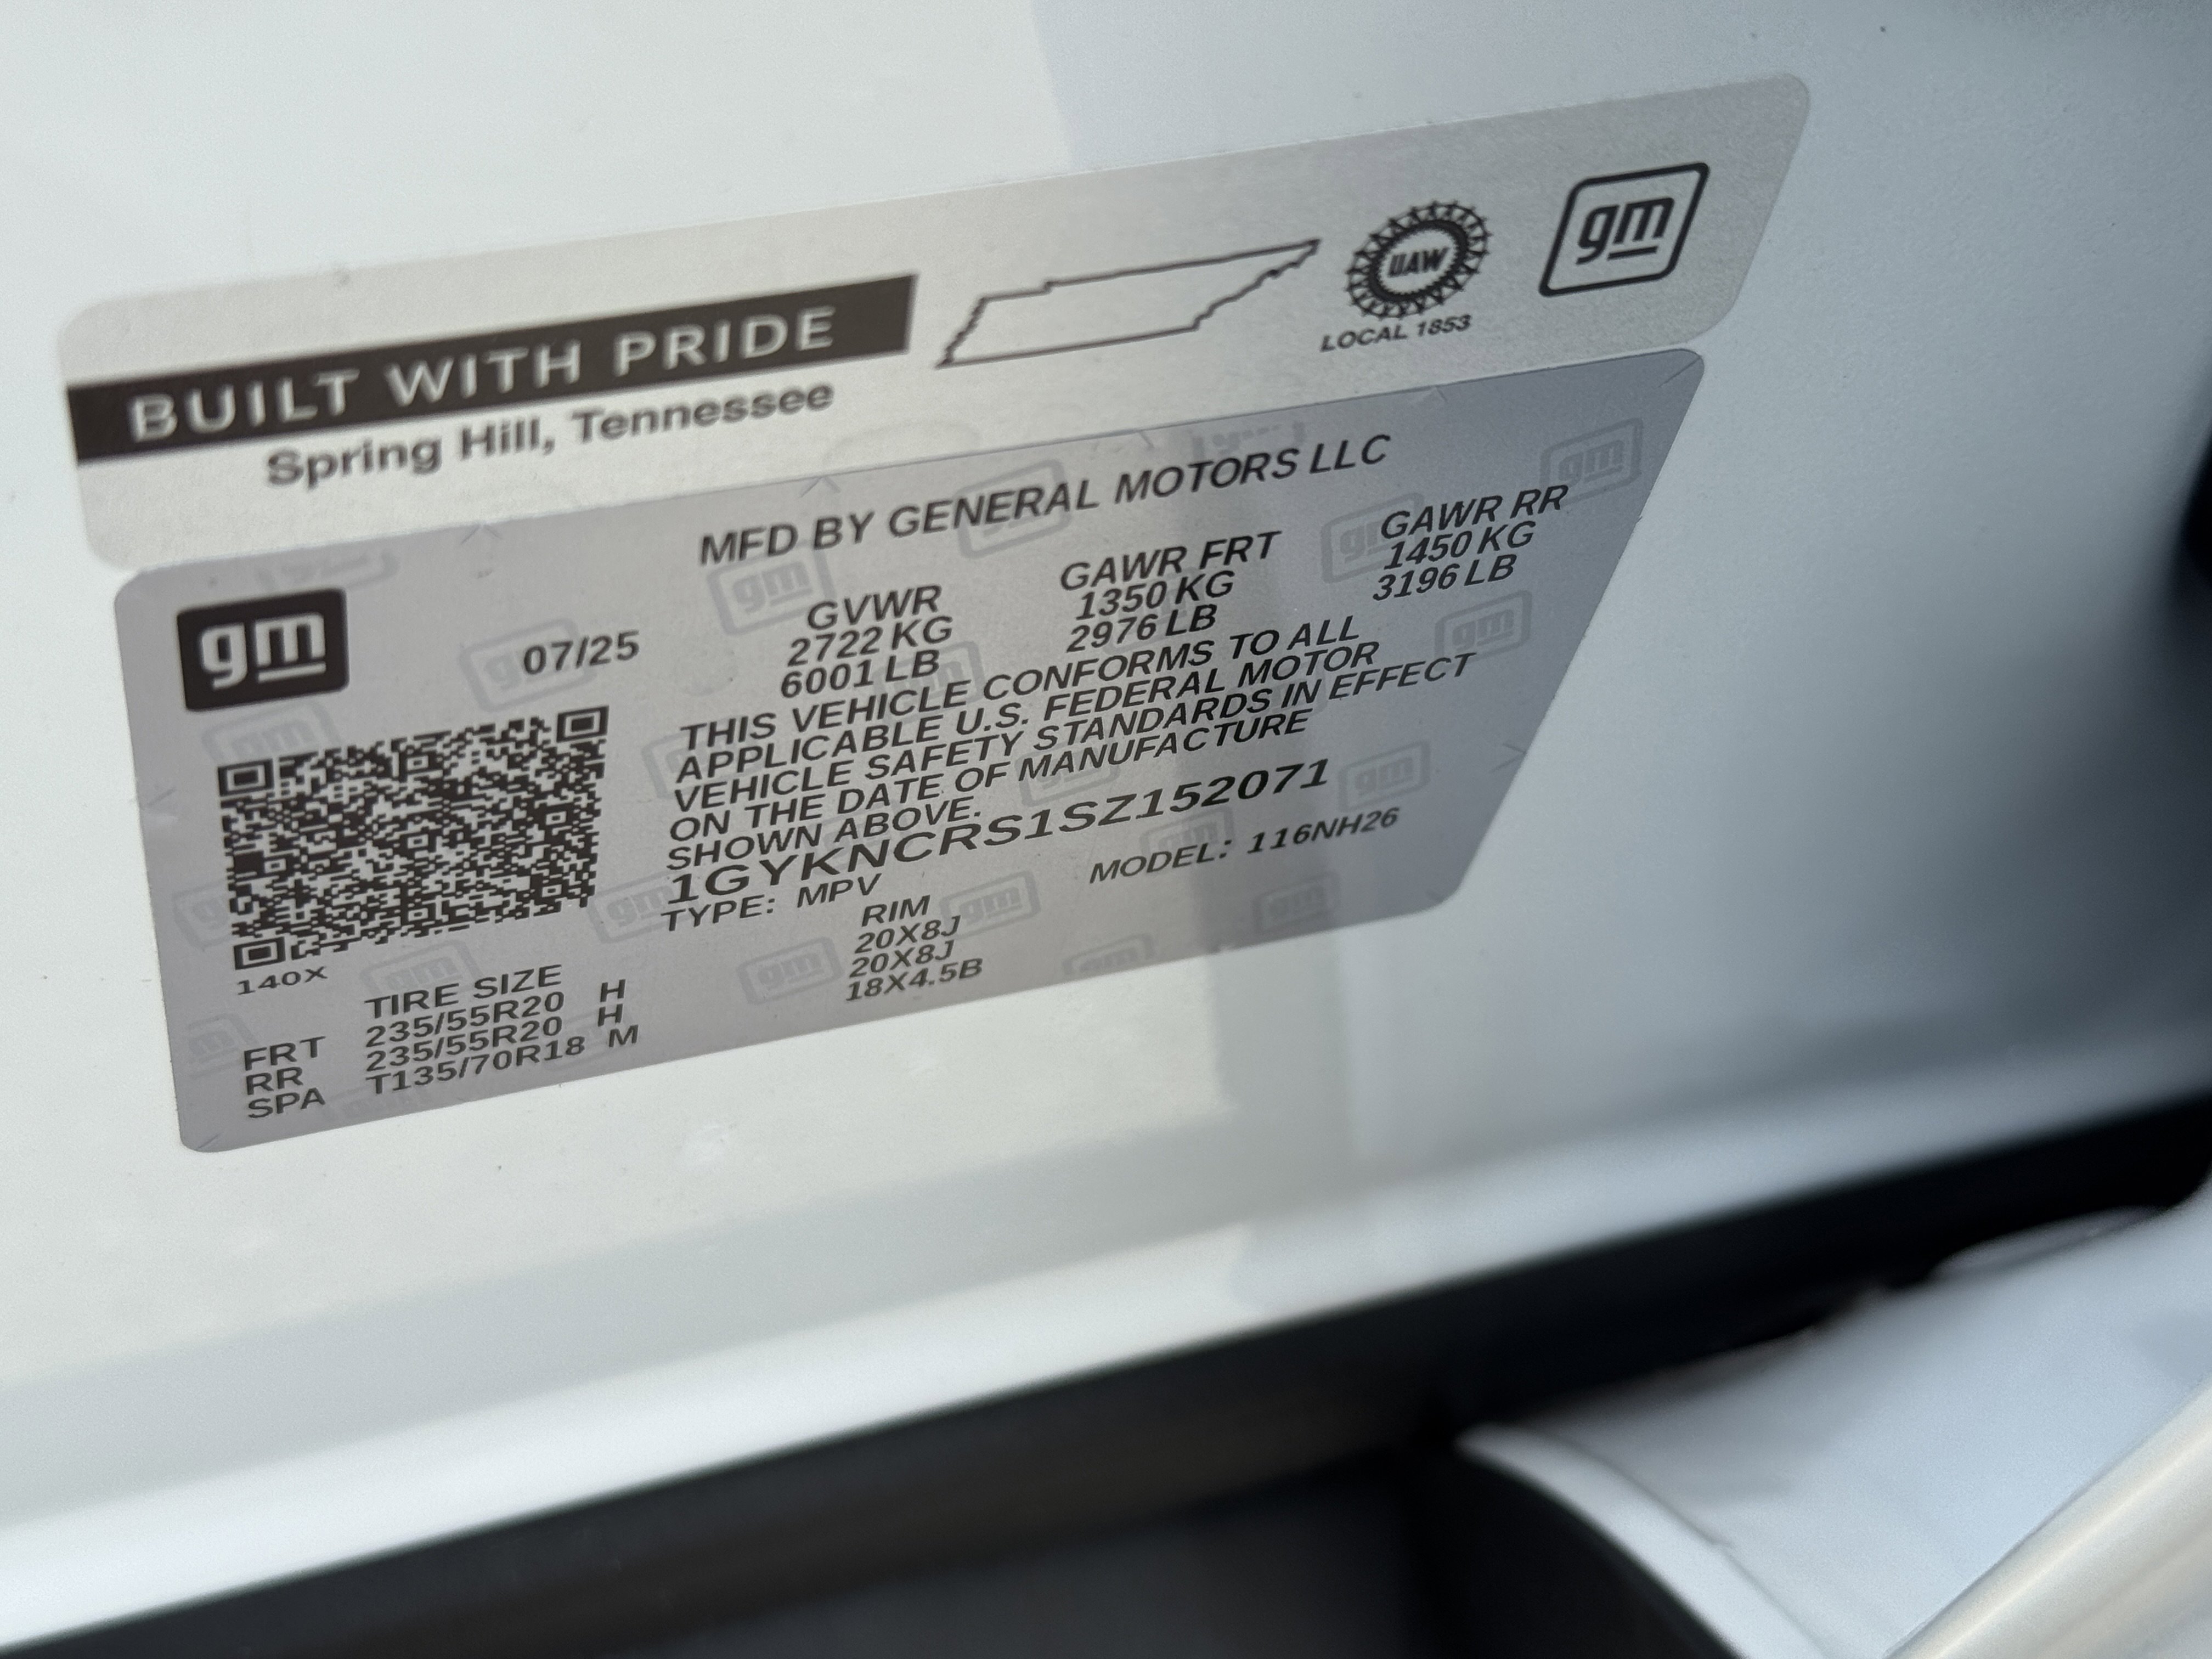 BUILT WITH PRIDE
Spring Hill, Tennessee
UAW
LOCAL 1853
gm
MFD BY GENERAL MOTORS LLC
gm
07/25
GVWR GAWR FRT GAWR RR
2722 KG 1350 KG 1450 KG
6001 LB 2976 LB 3196 LB
THIS VEHICLE CONFORMS TO ALL
APPLICABLE U.S. FEDERAL MOTOR
VEHICLE SAFETY STANDARDS IN EFFECT
ON THE DATE OF MANUFACTURE
SHOWN ABOVE.
1GYKNCRS1SZ152071
TYPE: MPV MODEL: 116NH26
140X
TIRE SIZE RIM
FRT 235/55R20 H 20X8J
RR 235/55R20 H 20X8J
SPA T135/70R18 M 18X4.5B